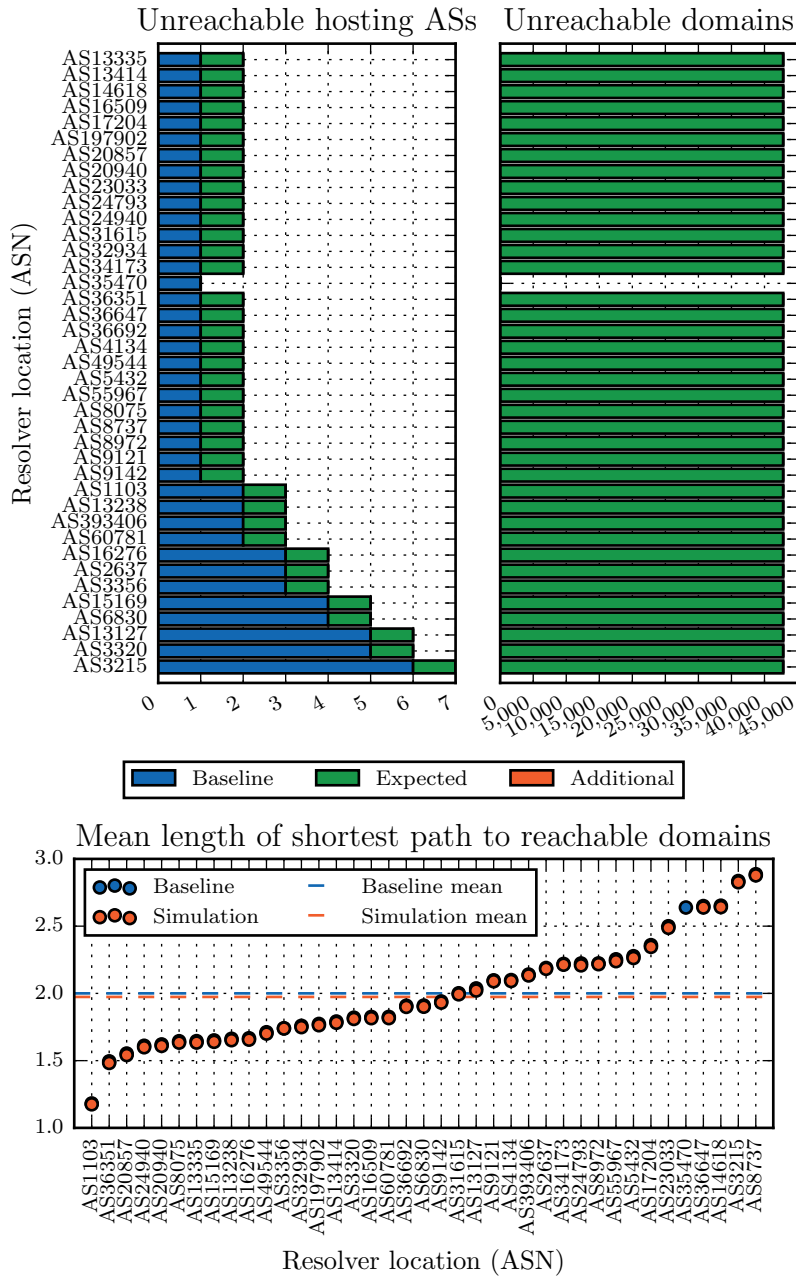 Unreachable hosting ASs
Unreachable domains
Resolver location (ASN)
AS13335
AS13414
AS14618
AS16509
AS17204
AS197902
AS20857
AS20940
AS23033
AS24793
AS24940
AS31615
AS32934
AS34173
AS35470
AS36351
AS36647
AS36692
AS4134
AS49544
AS5432
AS55967
AS8075
AS8737
AS8972
AS9121
AS9142
AS1103
AS13238
AS393406
AS60781
AS16276
AS2637
AS3356
AS15169
AS6830
AS13127
AS3320
AS3215
0 1 2 3 4 5 6 7
0 5,000 10,000 15,000 20,000 25,000 30,000 35,000 40,000 45,000
Baseline Expected Additional
Mean length of shortest path to reachable domains
3.0
2.5
2.0
1.5
1.0
Baseline Baseline mean
Simulation Simulation mean
AS1103
AS36351
AS20857
AS24940
AS20940
AS8075
AS13335
AS15169
AS13238
AS16276
AS49544
AS3356
AS32934
AS197902
AS13414
AS3320
AS16509
AS60781
AS36692
AS6830
AS9142
AS31615
AS13127
AS9121
AS4134
AS393406
AS2637
AS34173
AS24793
AS8972
AS55967
AS5432
AS17204
AS23033
AS35470
AS36647
AS14618
AS3215
AS8737
Resolver location (ASN)